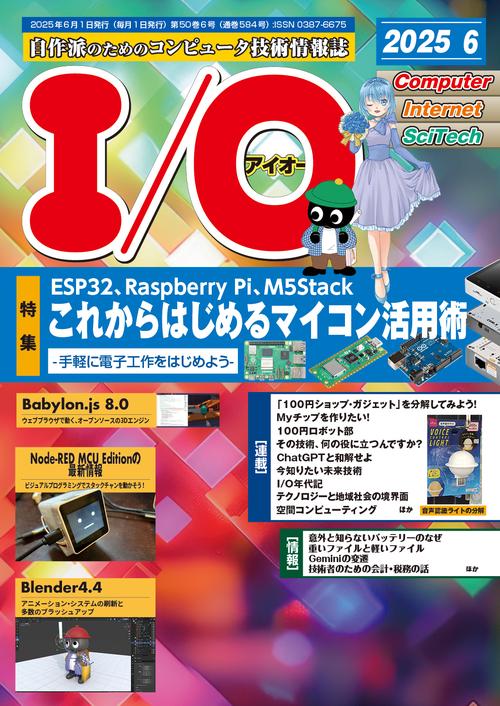 2025年6月1日発行(毎月1日発行)第50巻6号(通巻584号):ISSN 0387-6675
自作派のためのコンピュータ技術情報誌
2025 6
Computer
Internet
SciTech
I/O
アイオー
特集
ESP32、Raspberry Pi、M5Stack
これからはじめるマイコン活用術
-手軽に電子工作をはじめよう-
Babylon.js 8.0
ウェブブラウザで動く、オープンソースの3Dエンジン
Node-RED MCU Editionの
最新情報
ビジュアルプログラミングでスタックチャンを動かそう!
Blender4.4
アニメーション・システムの刷新と
多数のブラッシュアップ
【連載】
「100円ショップ・ガジェット」を分解してみよう!
Myチップを作りたい!
100円ロボット部
その技術、何の役に立つんですか?
ChatGPTと和解せよ
今知りたい未来技術
I/O年代記
テクノロジーと地域社会の境界面
空間コンピューティング ほか
VOICE
CONTROL
LIGHT
音声認識ライトの分解
【情報】
意外と知らないバッテリーのなぜ
重いファイルと軽いファイル
Geminiの変遷
技術者のための会計・税務の話 ほか